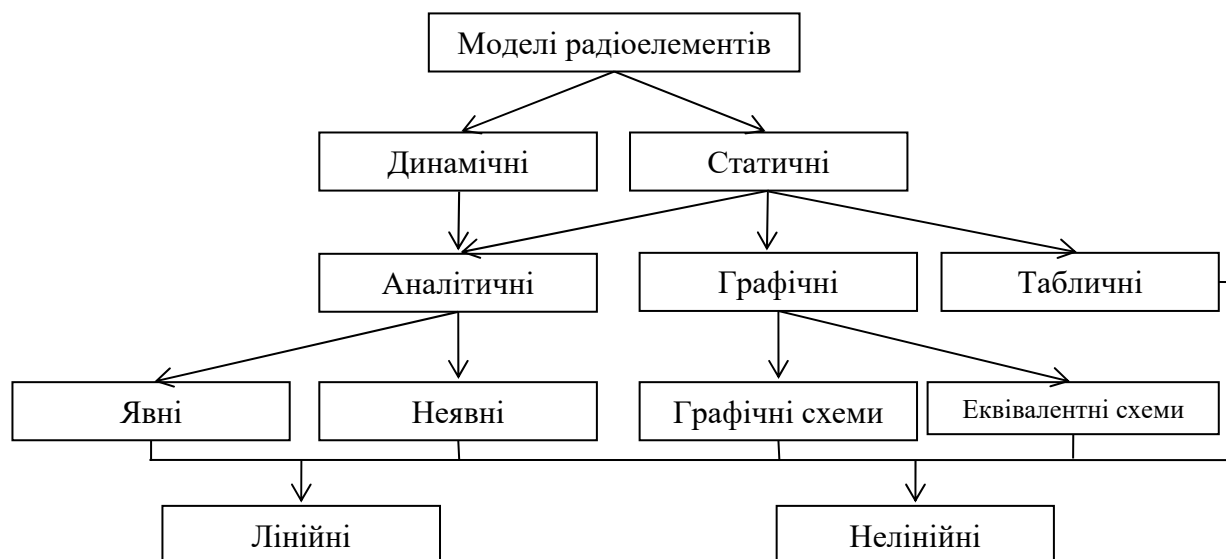 Моделі радіоелементів
Динамічні
Статичні
Аналітичні
Графічні
Табличні
Явні
Неявні
Графічні схеми
Еквівалентні схеми
Лінійні
Нелінійні